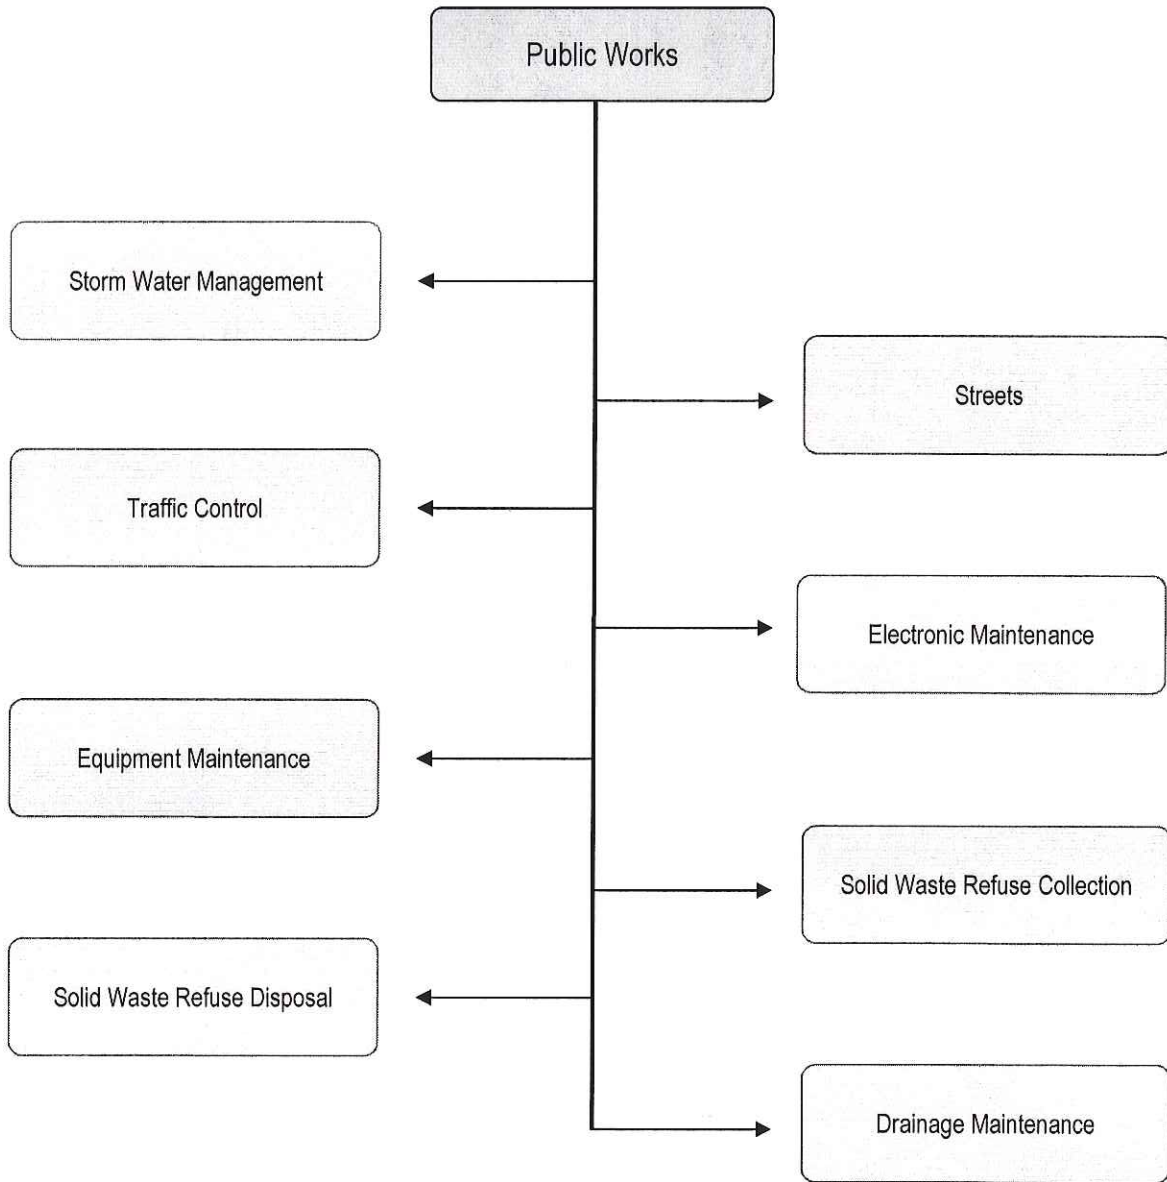 Public Works
Storm Water Management
Streets
Traffic Control
Electronic Maintenance
Equipment Maintenance
Solid Waste Refuse Collection
Solid Waste Refuse Disposal
Drainage Maintenance